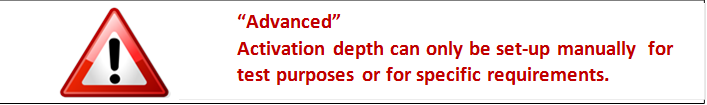 “Advanced”
Activation depth can only be set-up manually for
test purposes or for specific requirements.